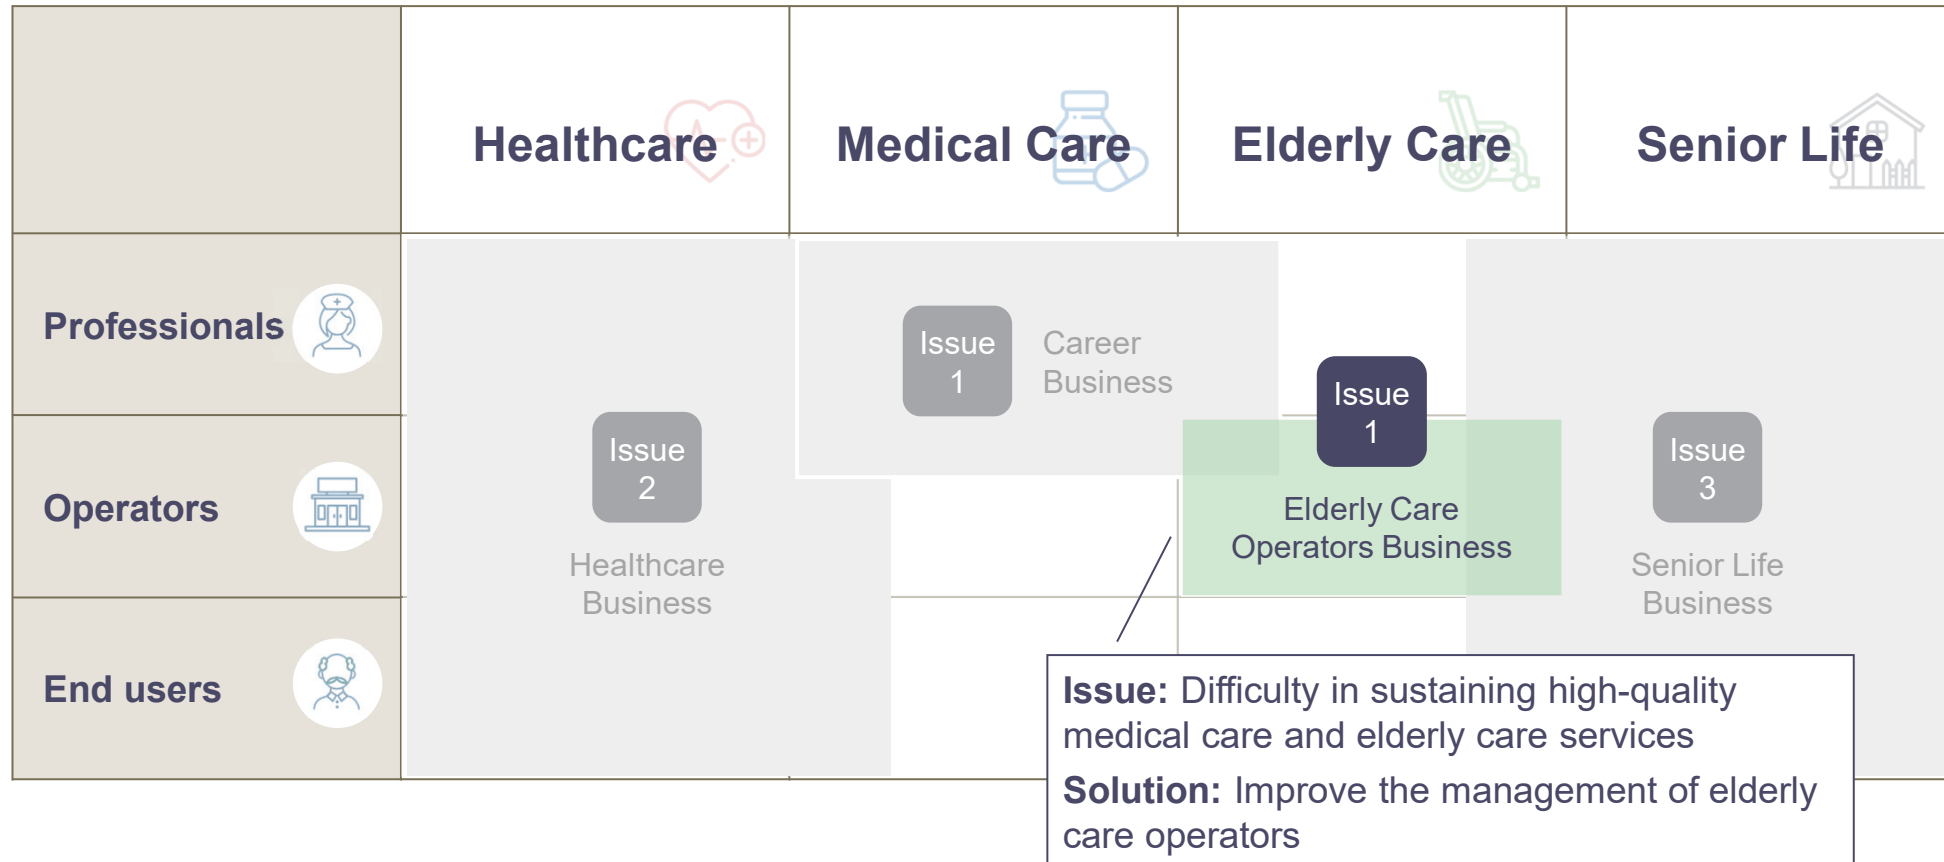 Healthcare
Medical Care
Elderly Care
Senior Life
Professionals
Issue
1
Career
Business
Issue
1
Operators
Issue
2
Healthcare
Business
Elderly Care
Operators Business
Issue
3
Senior Life
Business
End users
Issue: Difficulty in sustaining high-quality
medical care and elderly care services
Solution: Improve the management of elderly
care operators